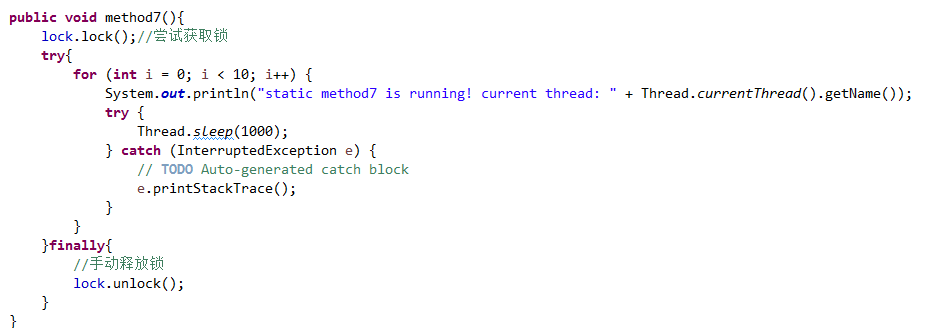 public void method7(){
    lock.lock();//尝试获取锁
    try{
        for (int i = 0; i < 10; i++) {
            System.out.println("static method7 is running! current thread: " + Thread.currentThread().getName());
            try {
                Thread.sleep(1000);
            } catch (InterruptedException e) {
                // TODO Auto-generated catch block
                e.printStackTrace();
            }
        }
    }finally{
        //手动释放锁
        lock.unlock();
    }
}